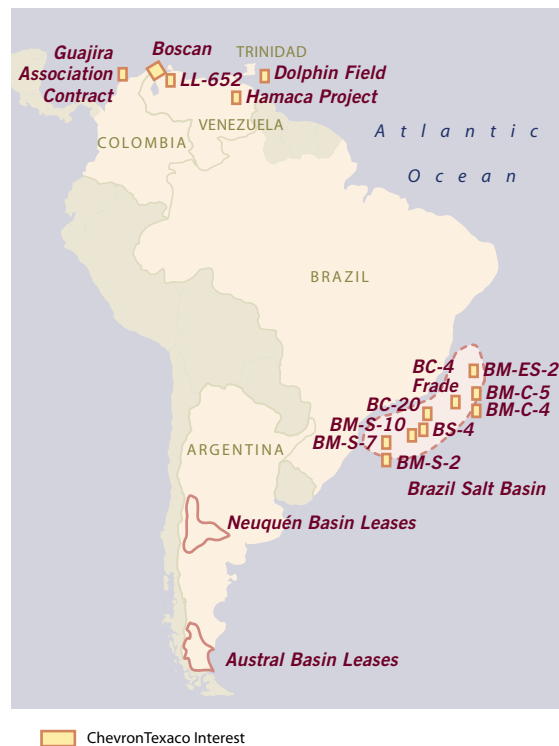 Guajira
Association
Contract
Boscan
LL-652
TRINIDAD
Dolphin Field
Hamaca Project
VENEZUELA
COLOMBIA
Atlantic
Ocean
BRAZIL
BC-4
Frade
BM-ES-2
BM-C-5
BM-C-4
BC-20
BM-S-10
BS-4
BM-S-7
BM-S-2
Brazil Salt Basin
ARGENTINA
Neuquén Basin Leases
Austral Basin Leases
ChevronTexaco Interest